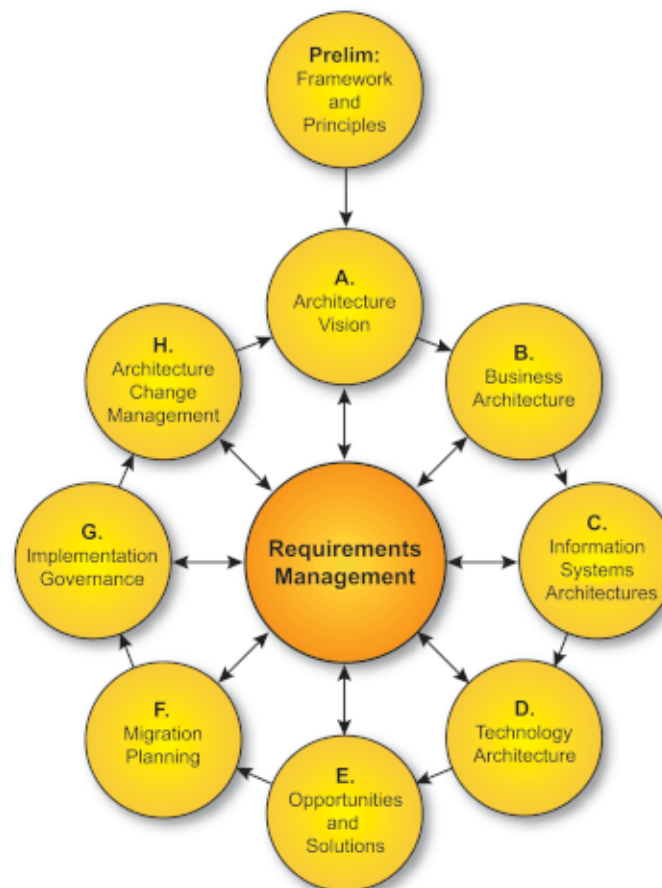 Prelim:
Framework
and
Principles
A.
Architecture
Vision
B.
Business
Architecture
C.
Information
Systems
Architectures
D.
Technology
Architecture
E.
Opportunities
and
Solutions
F.
Migration
Planning
G.
Implementation
Governance
H.
Architecture
Change
Management
Requirements
Management